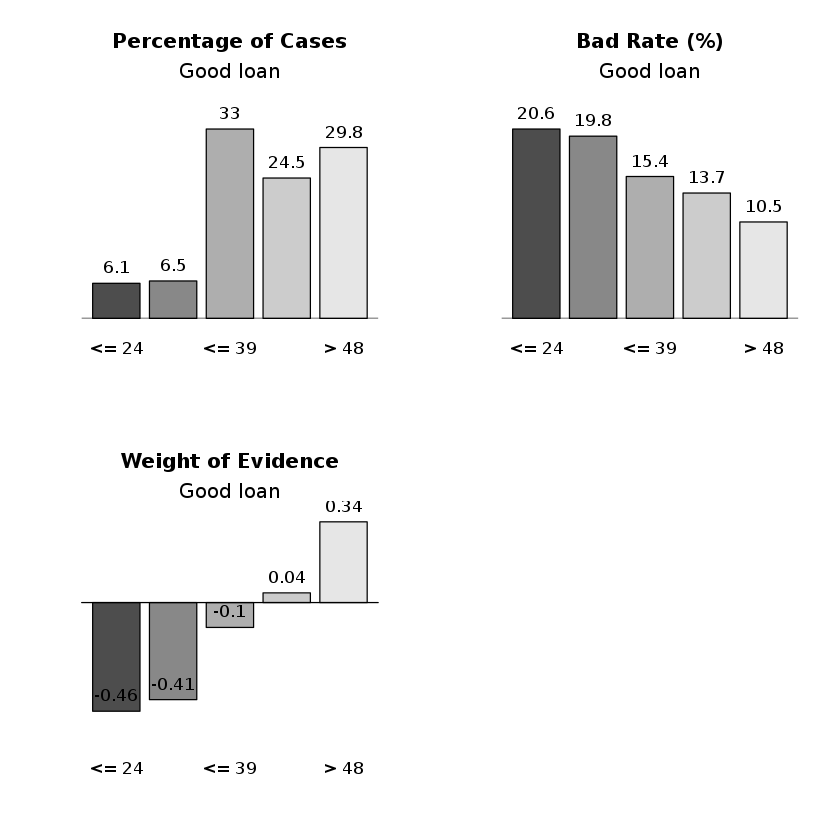 Percentage of Cases
Good loan
33
29.8
24.5
6.1 6.5
<= 24 <= 39 > 48
Bad Rate (%)
Good loan
20.6 19.8
15.4
13.7
10.5
<= 24 <= 39 > 48
Weight of Evidence
Good loan
0.34
0.04
-0.1
-0.46 -0.41
<= 24 <= 39 > 48